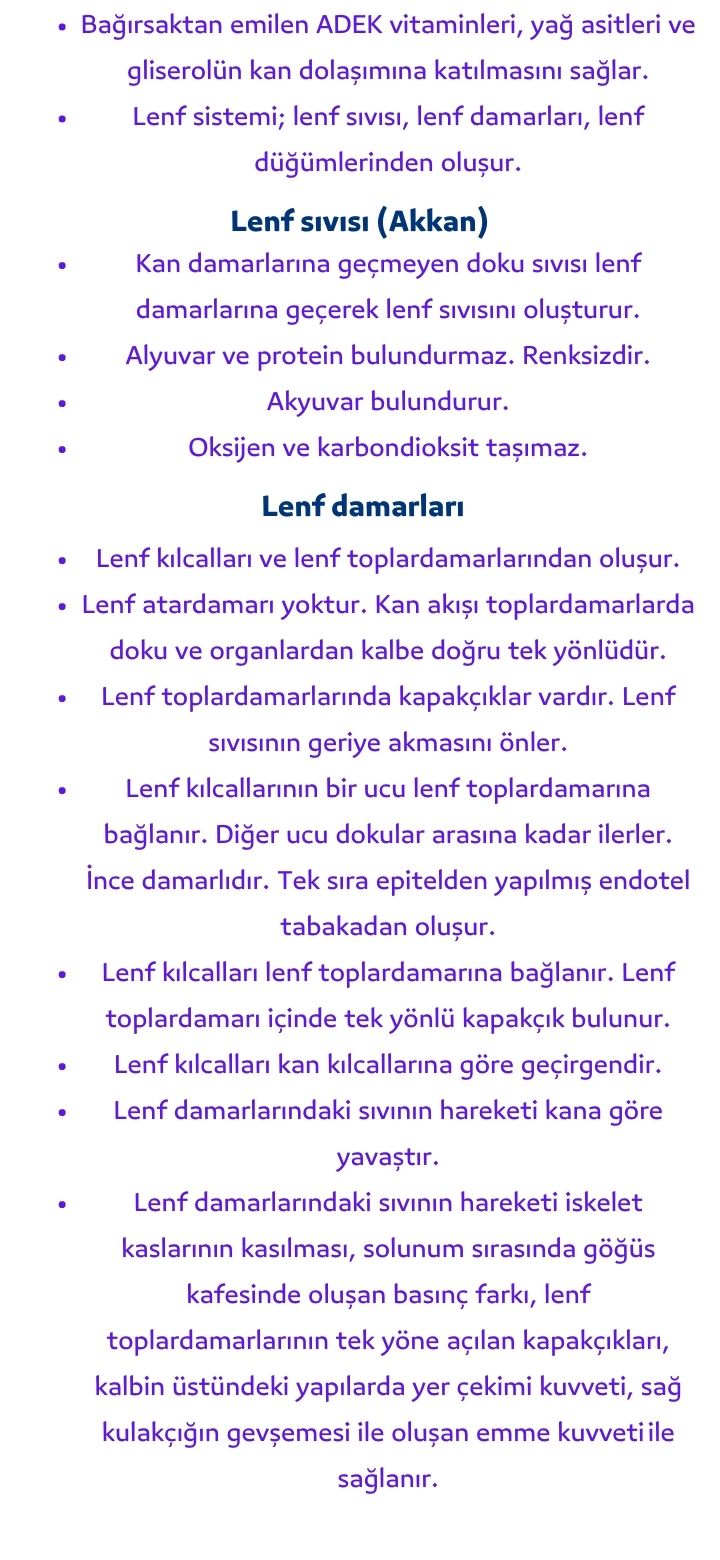 • Bağırsaktan emilen ADEK vitaminleri, yağ asitleri ve
gliserolün kan dolaşımına katılmasını sağlar.
• Lenf sistemi; lenf sıvısı, lenf damarları, lenf
düğümlerinden oluşur.
Lenf sıvısı (Akkan)
• Kan damarlarına geçmeyen doku sıvısı lenf
damarlarına geçerek lenf sıvısını oluşturur.
• Alyuvar ve protein bulundurmaz. Renksizdir.
• Akyuvar bulundurur.
• Oksijen ve karbondioksit taşımaz.
Lenf damarları
• Lenf kılcalları ve lenf toplardamarlarından oluşur.
• Lenf atardamarı yoktur. Kan akışı toplardamarlarda
doku ve organlardan kalbe doğru tek yönlüdür.
• Lenf toplardamarlarında kapakçıklar vardır. Lenf
sıvısının geriye akmasını önler.
• Lenf kılcallarının bir ucu lenf toplardamarına
bağlanır. Diğer ucu dokular arasına kadar ilerler.
İnce damarlıdır. Tek sıra epitelden yapılmış endotel
tabakadan oluşur.
• Lenf kılcalları lenf toplardamarına bağlanır. Lenf
toplardamarı içinde tek yönlü kapakçık bulunur.
• Lenf kılcalları kan kılcallarına göre geçirgendir.
• Lenf damarlarındaki sıvının hareketi kana göre
yavaştır.
• Lenf damarlarındaki sıvının hareketi iskelet
kaslarının kasılması, solunum sırasında göğüs
kafesinde oluşan basınç farkı, lenf
toplardamarlarının tek yöne açılan kapakçıkları,
kalbin üstündeki yapılarda yer çekimi kuvveti, sağ
kulakçığın gevşemesi ile oluşan emme kuvveti ile
sağlanır.